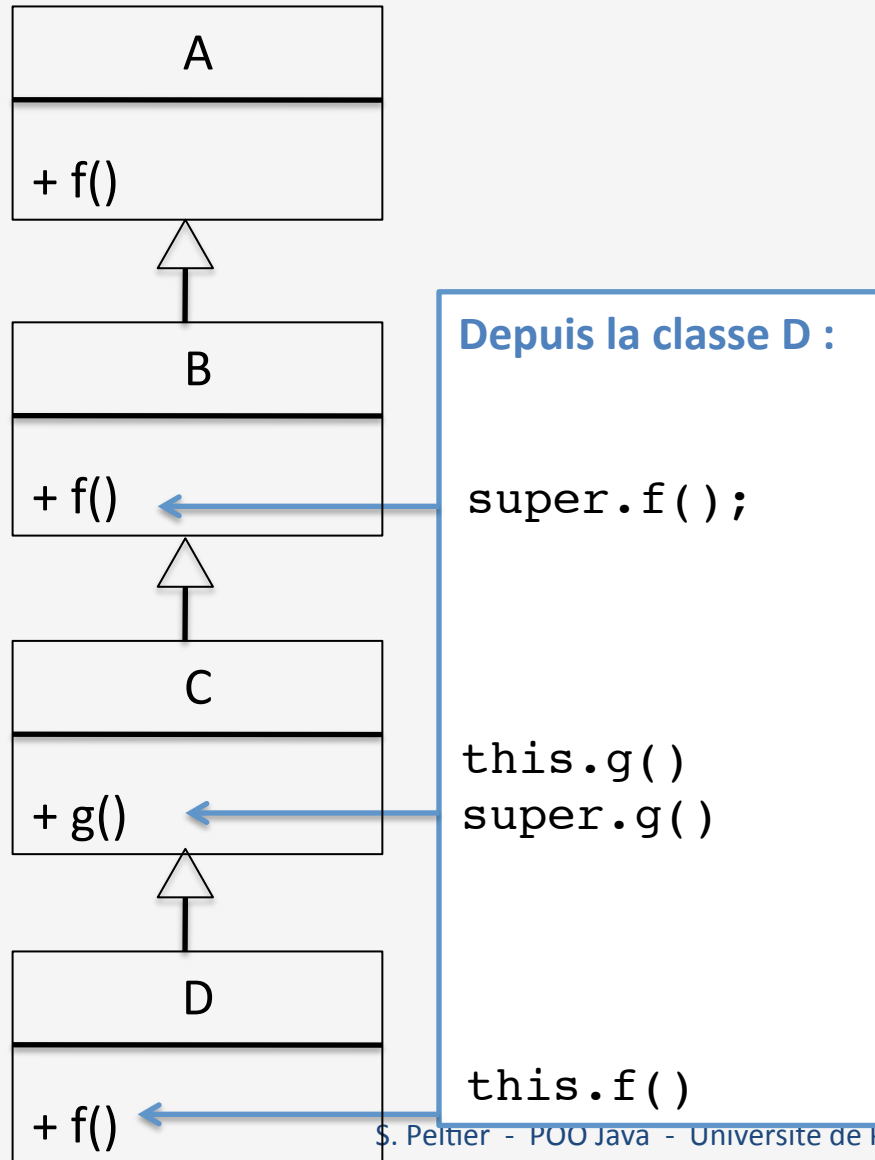 A
+ f()
B
+ f()
C
+ g()
D
+ f()
Depuis la classe D :
super.f();
this.g()
super.g()
this.f()
S. Peltier - POO Java - Université de